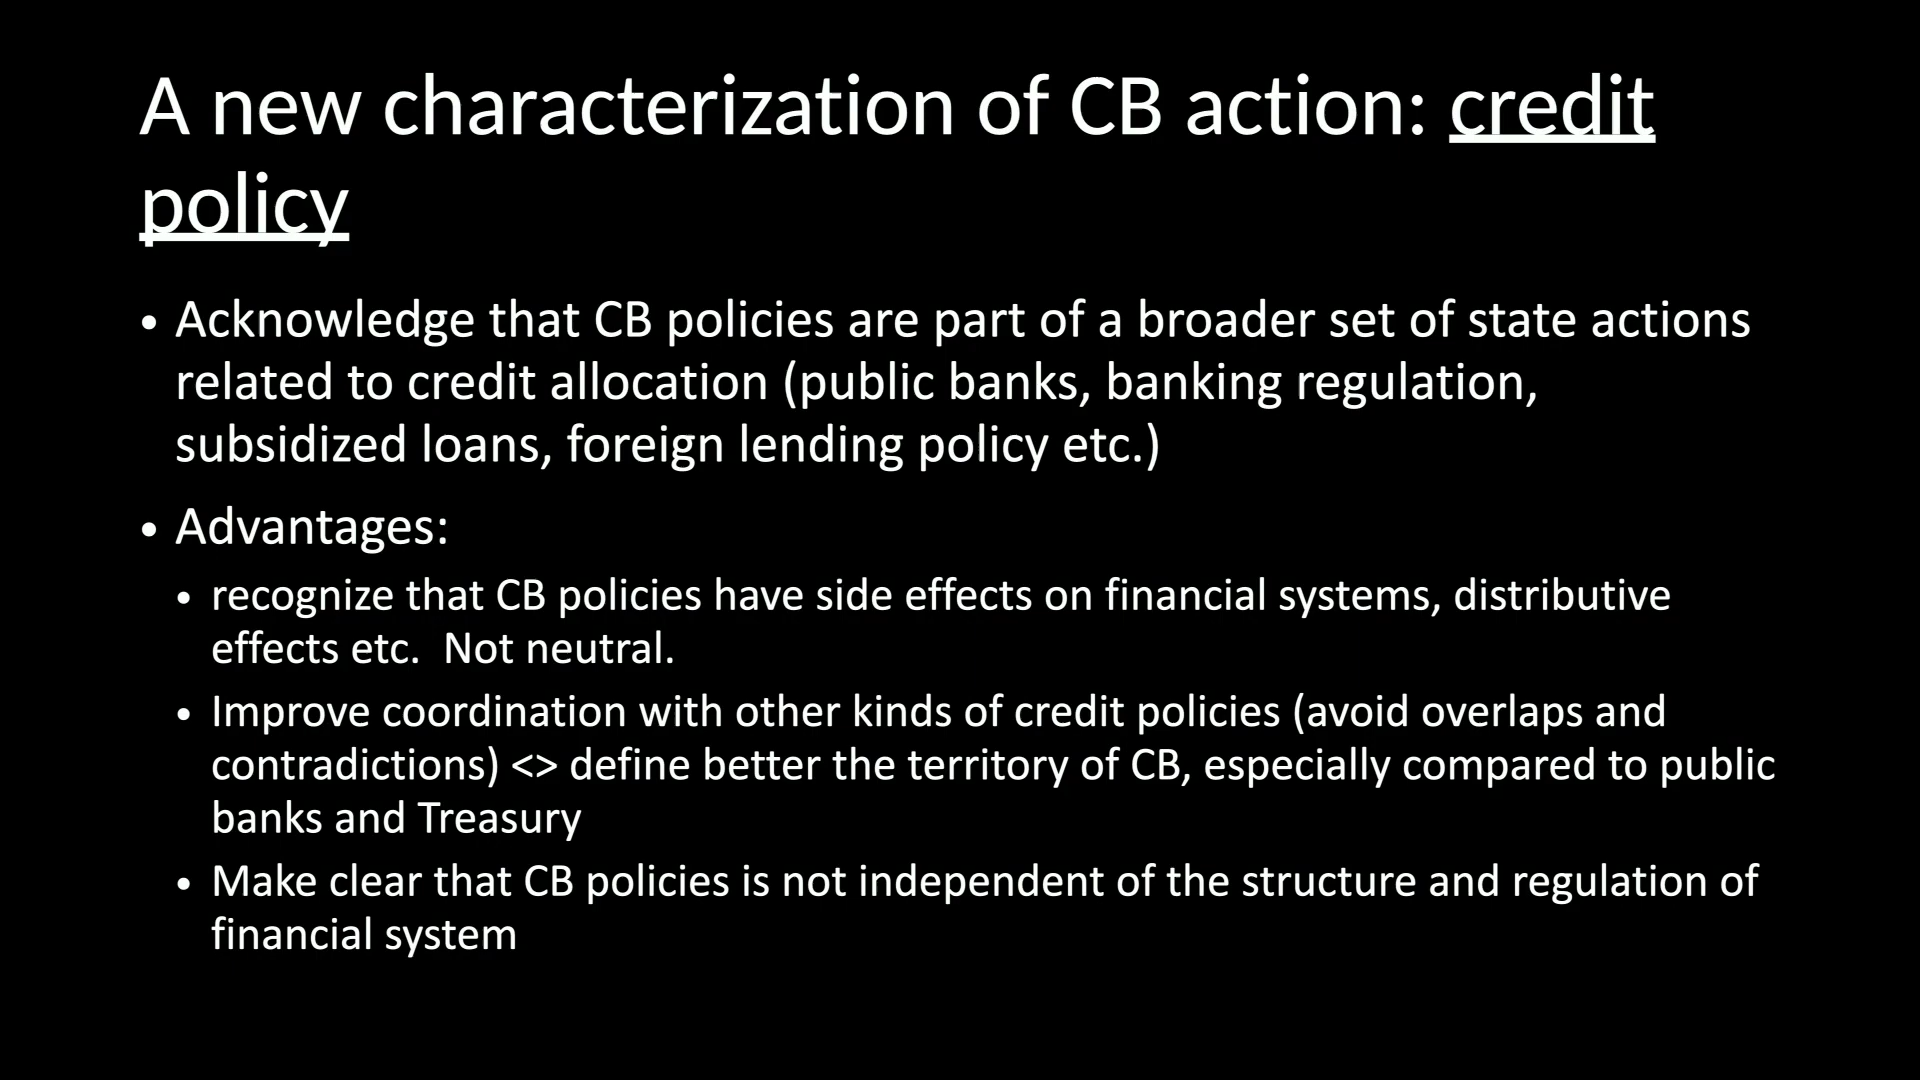 A new characterization of CB action: credit
policy
• Acknowledge that CB policies are part of a broader set of state actions
related to credit allocation (public banks, banking regulation,
subsidized loans, foreign lending policy etc.)
• Advantages:
• recognize that CB policies have side effects on financial systems, distributive
effects etc.  Not neutral.
• Improve coordination with other kinds of credit policies (avoid overlaps and
contradictions) <> define better the territory of CB, especially compared to public
banks and Treasury
• Make clear that CB policies is not independent of the structure and regulation of
financial system